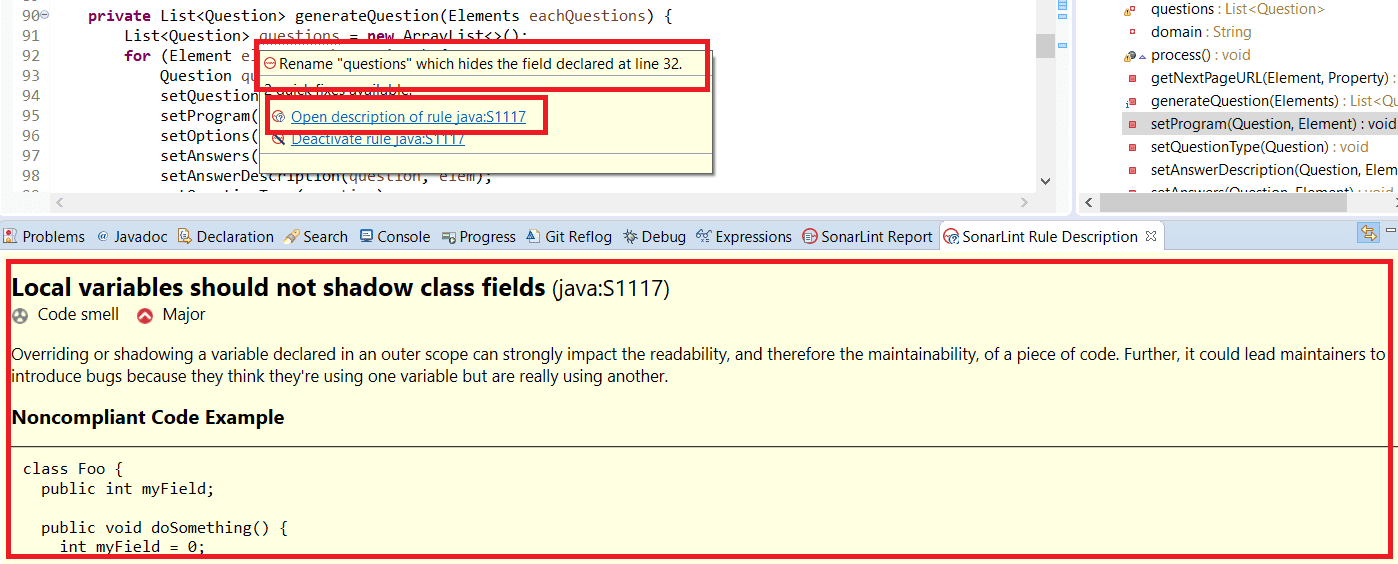 90 private List<Question> generateQuestion(Elements eachQuestions) {
91 List<Question> questions = new ArrayList<>();
92 for (Element
93 Question
94 setQuestion
95 setProgram(
96 setOptions(
97 setAnswers(
98 setAnswerDescription(question, elem);
99
Rename "questions" which hides the field declared at line 32.
2 quick fixes available:
Open description of rule java:S1117
Deactivate rule java:S1117
questions : List<Question>
domain : String
process() : void
getNextPageURL(Element, Property) :
generateQuestion(Elements) : List<Qu
setProgram(Question, Element) : void
setQuestionType(Question) : void
setAnswerDescription(Question, Elem
setAnswers(Question, Element) : void
Problems @ Javadoc Declaration Search Console Progress Git Reflog Debug Expressions SonarLint Report SonarLint Rule Description
Local variables should not shadow class fields (java:S1117)
Code smell Major
Overriding or shadowing a variable declared in an outer scope can strongly impact the readability, and therefore the maintainability, of a piece of code. Further, it could lead maintainers to
introduce bugs because they think they're using one variable but are really using another.
Noncompliant Code Example
class Foo {
public int myField;
public void doSomething() {
int myField = 0;